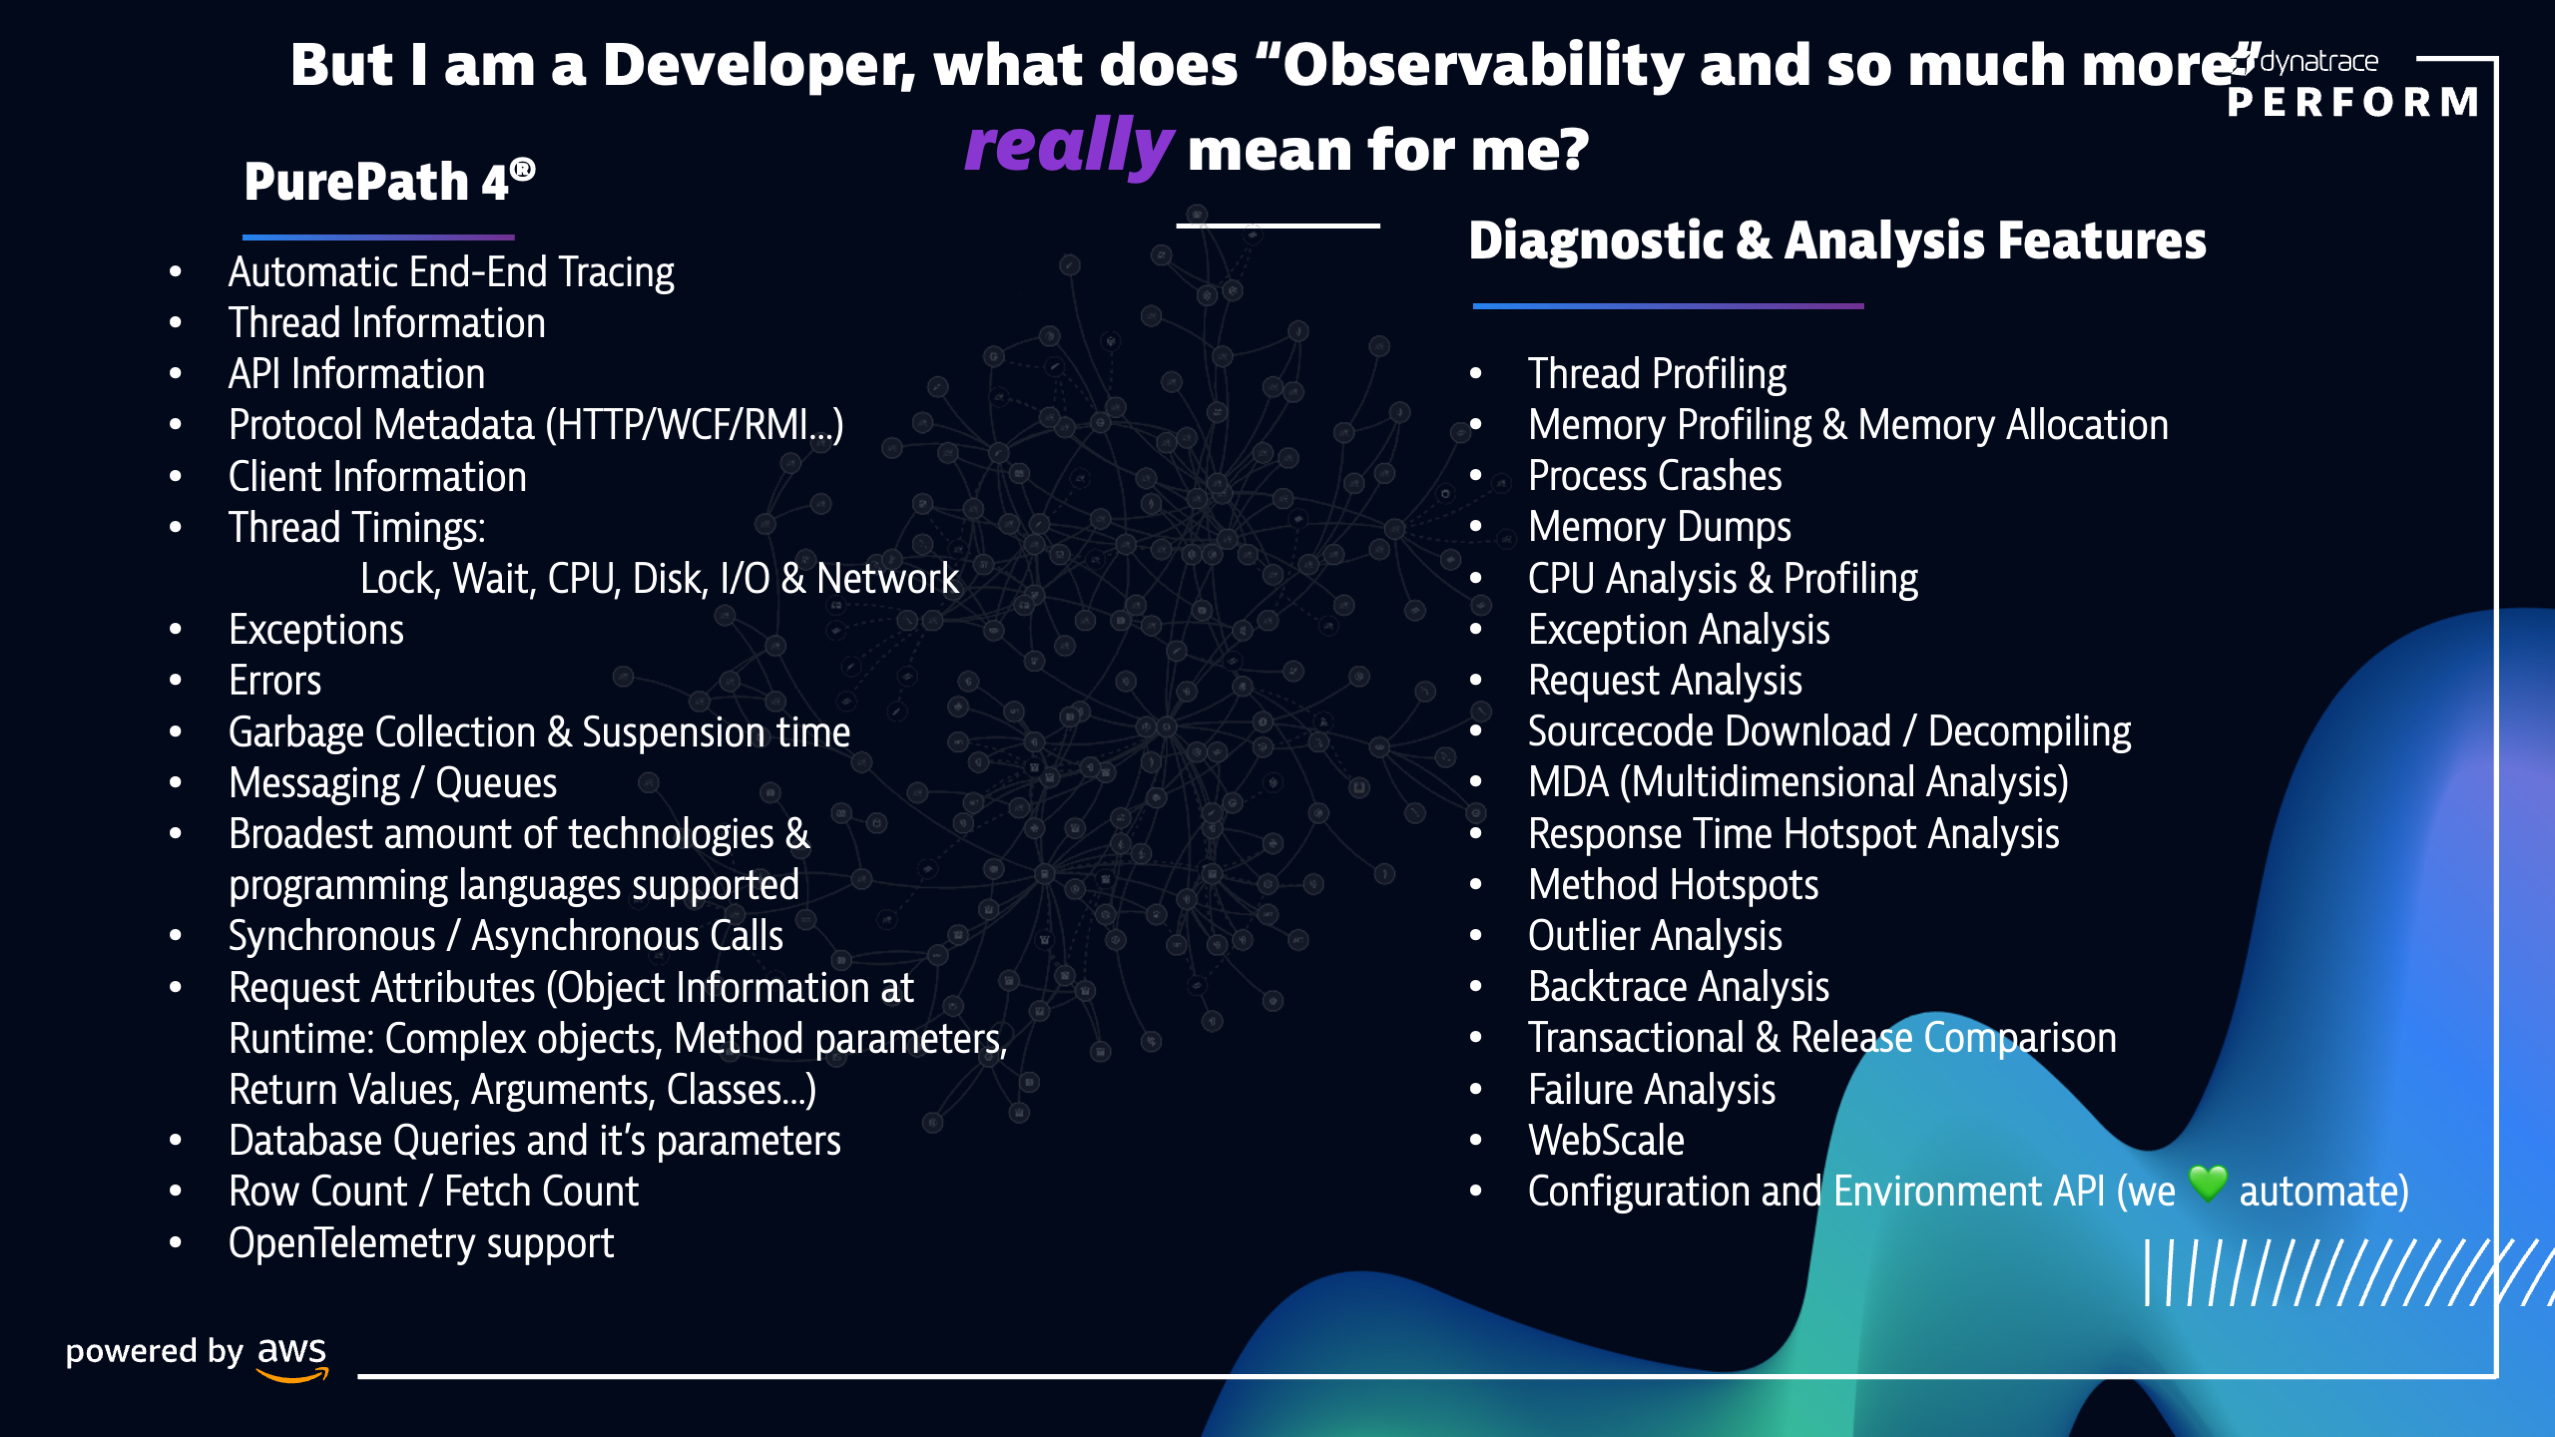 But I am a Developer, what does “Observability and so much more”
really mean for me?
dynatrace
PERFORM
PurePath 4®
• Automatic End-End Tracing
• Thread Information
• API Information
• Protocol Metadata (HTTP/WCF/RMI...)
• Client Information
• Thread Timings:
Lock, Wait, CPU, Disk, I/O & Network
• Exceptions
• Errors
• Garbage Collection & Suspension time
• Messaging / Queues
• Broadest amount of technologies &
programming languages supported
• Synchronous / Asynchronous Calls
• Request Attributes (Object Information at
Runtime: Complex objects, Method parameters,
Return Values, Arguments, Classes...)
• Database Queries and it’s parameters
• Row Count / Fetch Count
• OpenTelemetry support
Diagnostic & Analysis Features
• Thread Profiling
• Memory Profiling & Memory Allocation
• Process Crashes
• Memory Dumps
• CPU Analysis & Profiling
• Exception Analysis
• Request Analysis
• Sourcecode Download / Decompiling
• MDA (Multidimensional Analysis)
• Response Time Hotspot Analysis
• Method Hotspots
• Outlier Analysis
• Backtrace Analysis
• Transactional & Release Comparison
• Failure Analysis
• WebScale
• Configuration and Environment API (we 💚 automate)
powered by aws